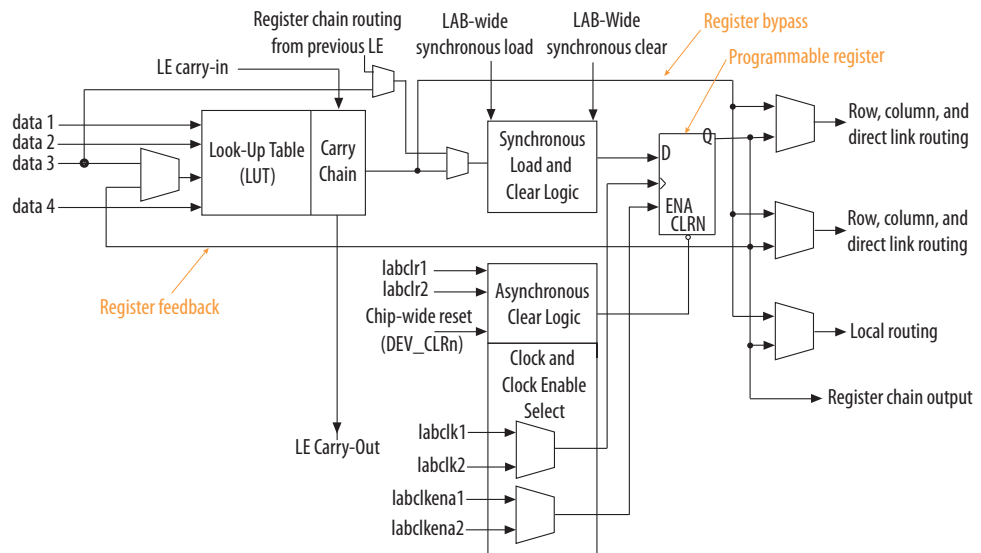 Register chain routing
from previous LE
LAB-wide
synchronous load
LAB-Wide
synchronous clear
Register bypass
Programmable register
LE carry-in
data 1
data 2
data 3
data 4
Look-Up Table
(LUT)
Carry
Chain
Synchronous
Load and
Clear Logic
D
Q
ENA
CLRN
Row, column, and
direct link routing
Row, column, and
direct link routing
Local routing
Register chain output
Register feedback
labclr1
labclr2
Chip-wide reset
(DEV_CLRn)
Asynchronous
Clear Logic
Clock and
Clock Enable
Select
labclk1
labclk2
labclkena1
labclkena2
LE Carry-Out